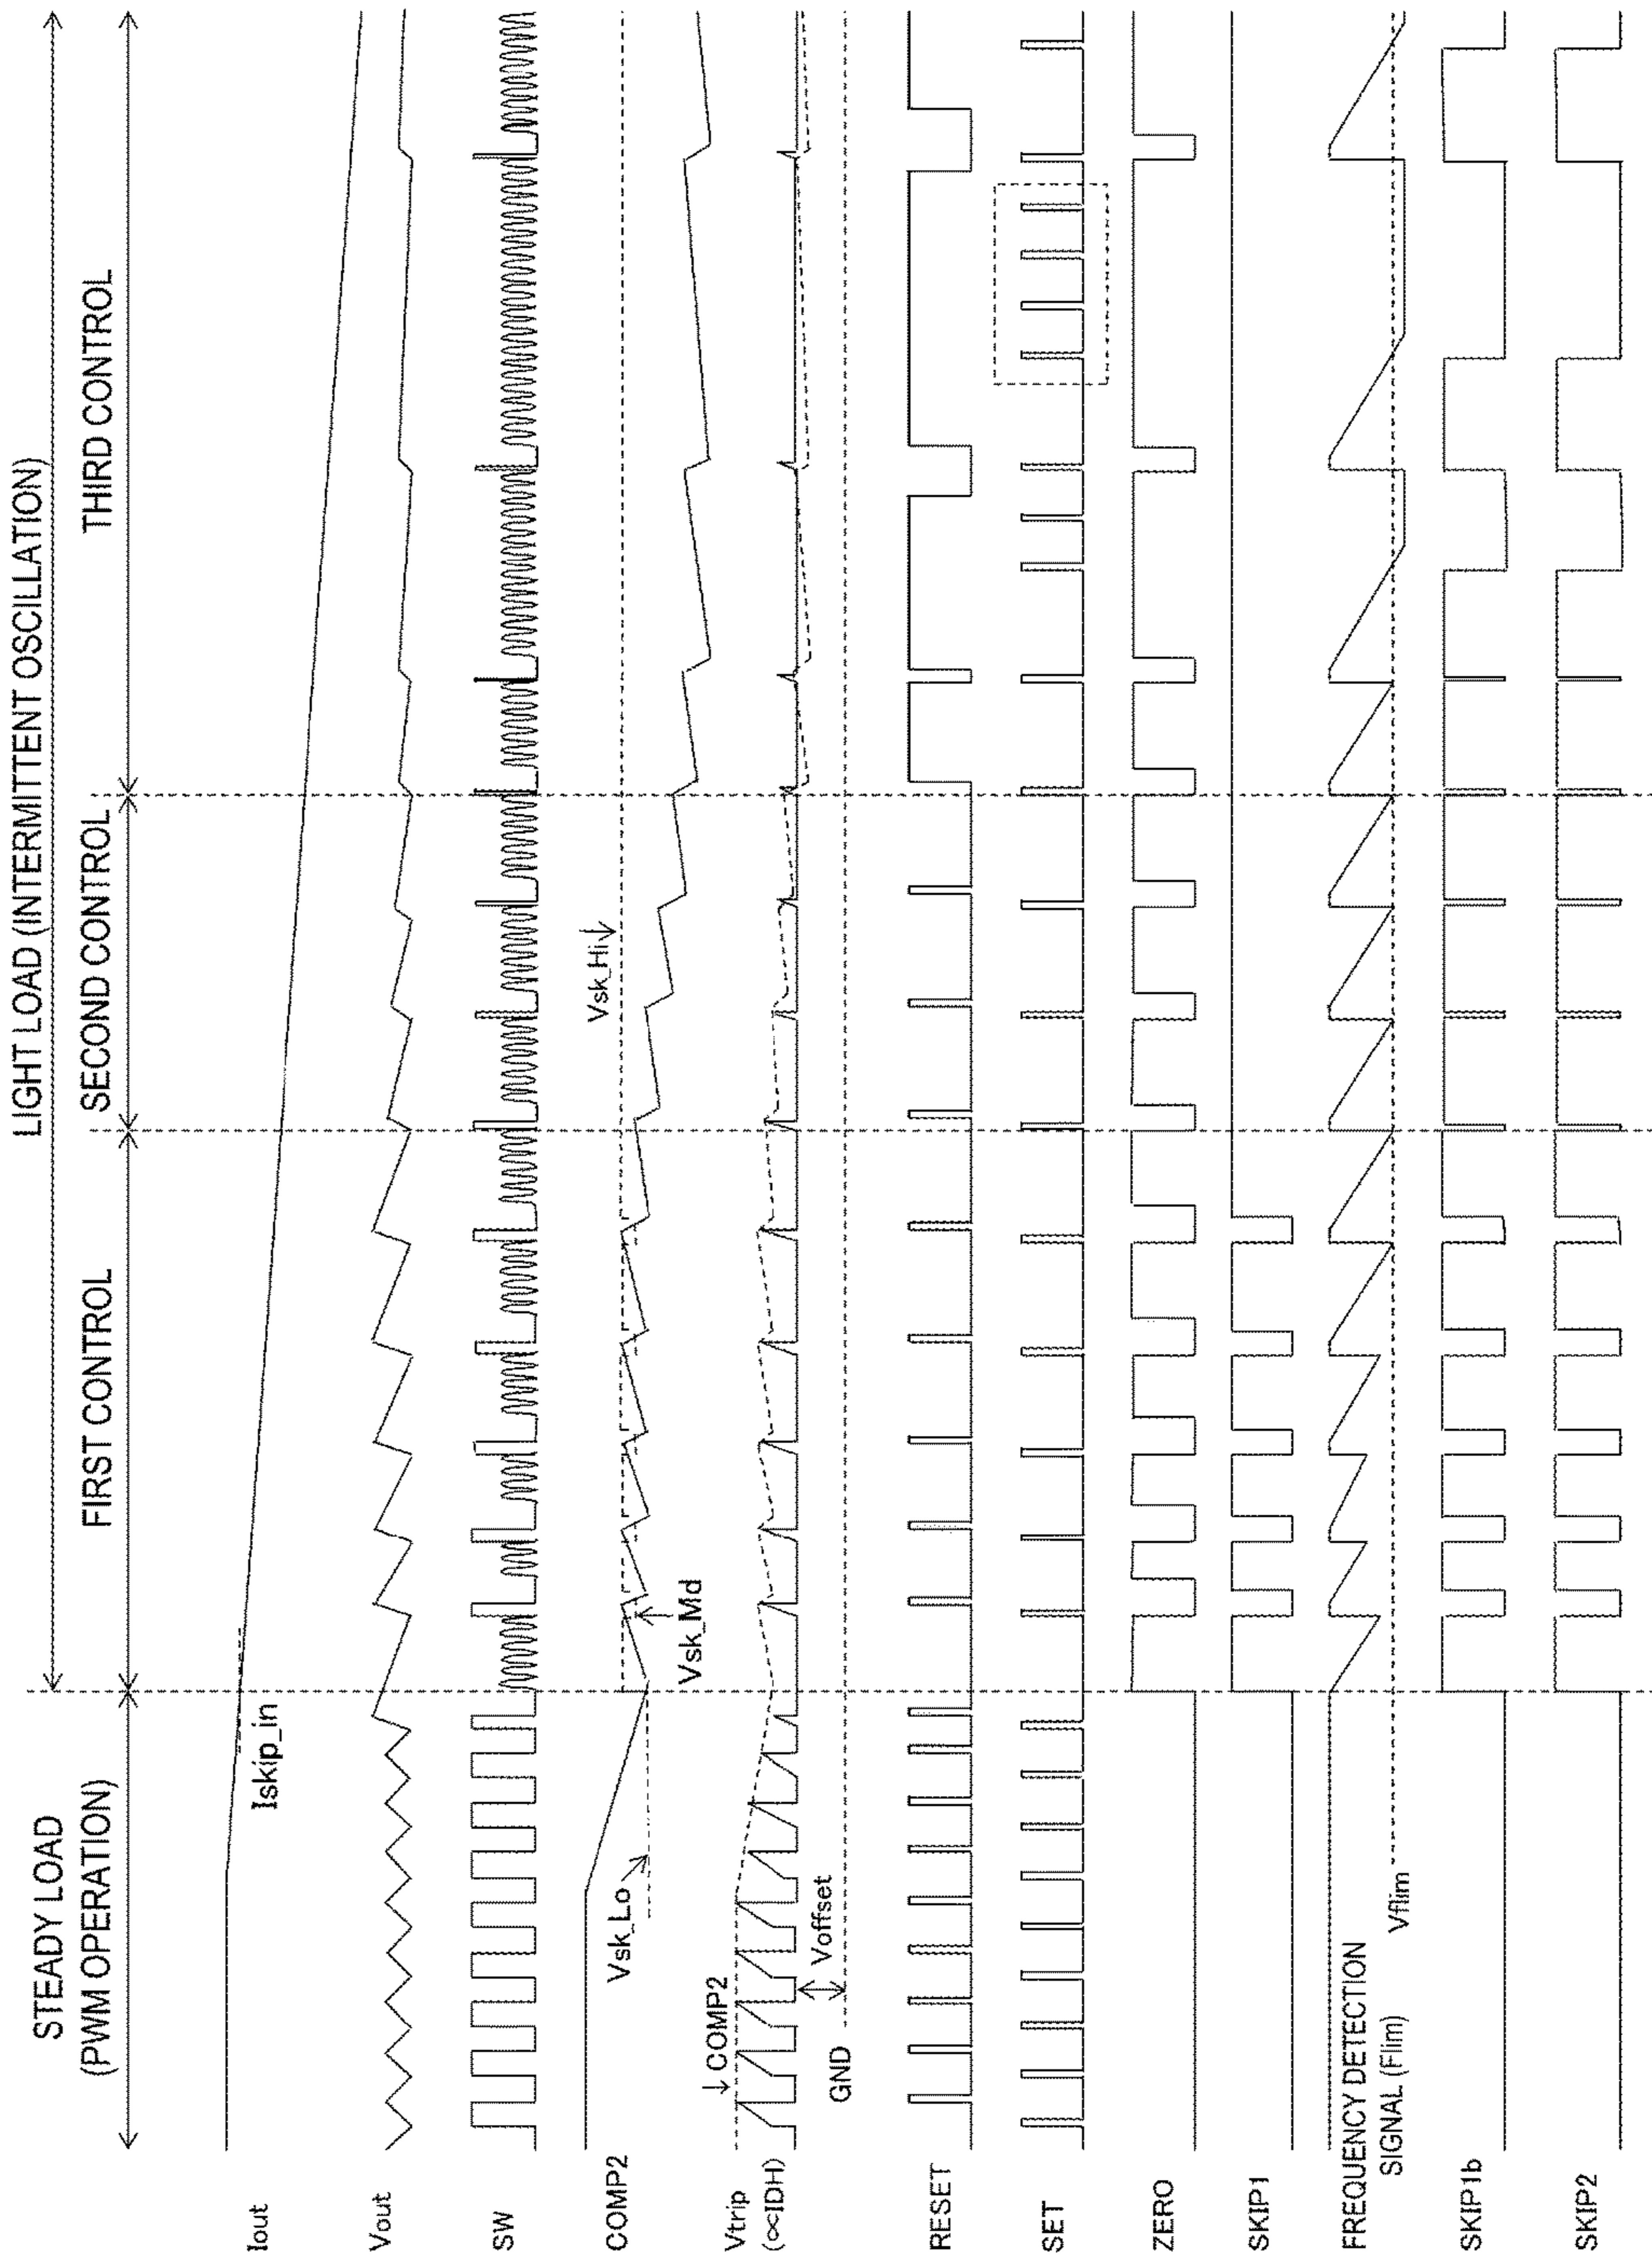 STEADY LOAD
(PWM OPERATION)
LIGHT LOAD (INTERMITTENT OSCILLATION)
FIRST CONTROL
SECOND CONTROL
THIRD CONTROL
Iout
Iskip_in
Vout
SW
COMP2
Vsk_Lo
Vsk_Md
Vsk_Hi
Vtrip
(∝IDH)
COMP2
Voffset
GND
RESET
SET
ZERO
SKIP1
FREQUENCY DETECTION
SIGNAL (Flim)
Vflim
SKIP1b
SKIP2